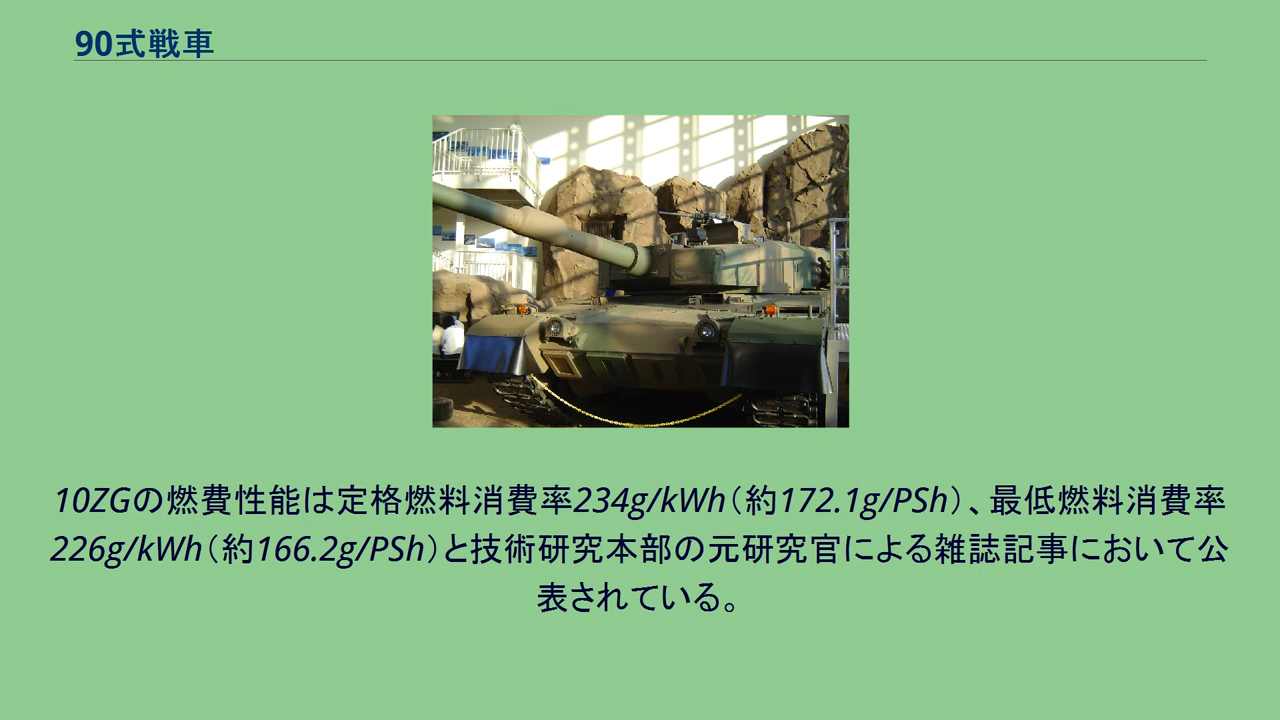 90式戦車
10ZGの燃費性能は定格燃料消費率234g/kWh（約172.1g/PSh）、最低燃料消費率
226g/kWh（約166.2g/PSh）と技術研究本部の元研究官による雑誌記事において公
表されている。